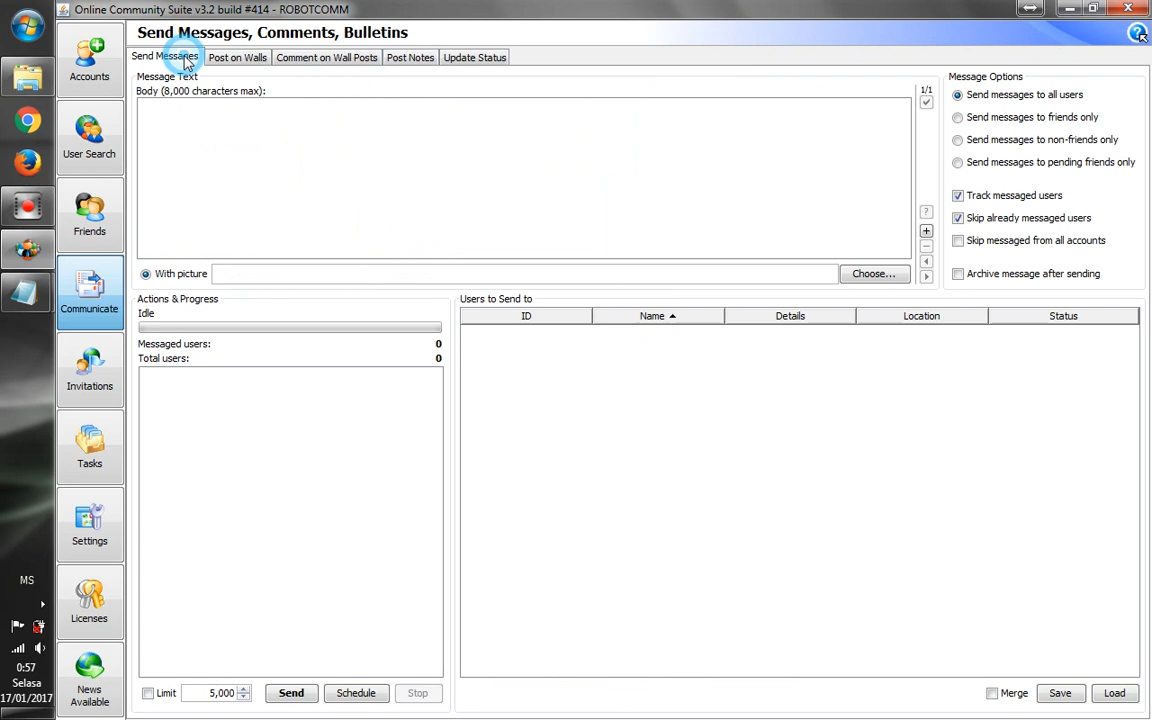 Online Community Suite v3.2 build #414 - ROBOTCOMM
Send Messages, Comments, Bulletins
Send Messages
Post on Walls
Comment on Wall Posts
Post Notes
Update Status
Accounts
User Search
Friends
Communicate
Invitations
Tasks
Settings
Licenses
News
Available
Message Text
Body (8,000 characters max):
1/1
?
With picture
Choose...
Message Options
Send messages to all users
Send messages to friends only
Send messages to non-friends only
Send messages to pending friends only
Track messaged users
Skip already messaged users
Skip messaged from all accounts
Archive message after sending
Actions & Progress
Idle
Messaged users: 0
Total users: 0
Limit 5,000 Send Schedule Stop
Users to Send to
ID Name Details Location Status
Merge Save Load
MS
0:57
Selasa
17/01/2017